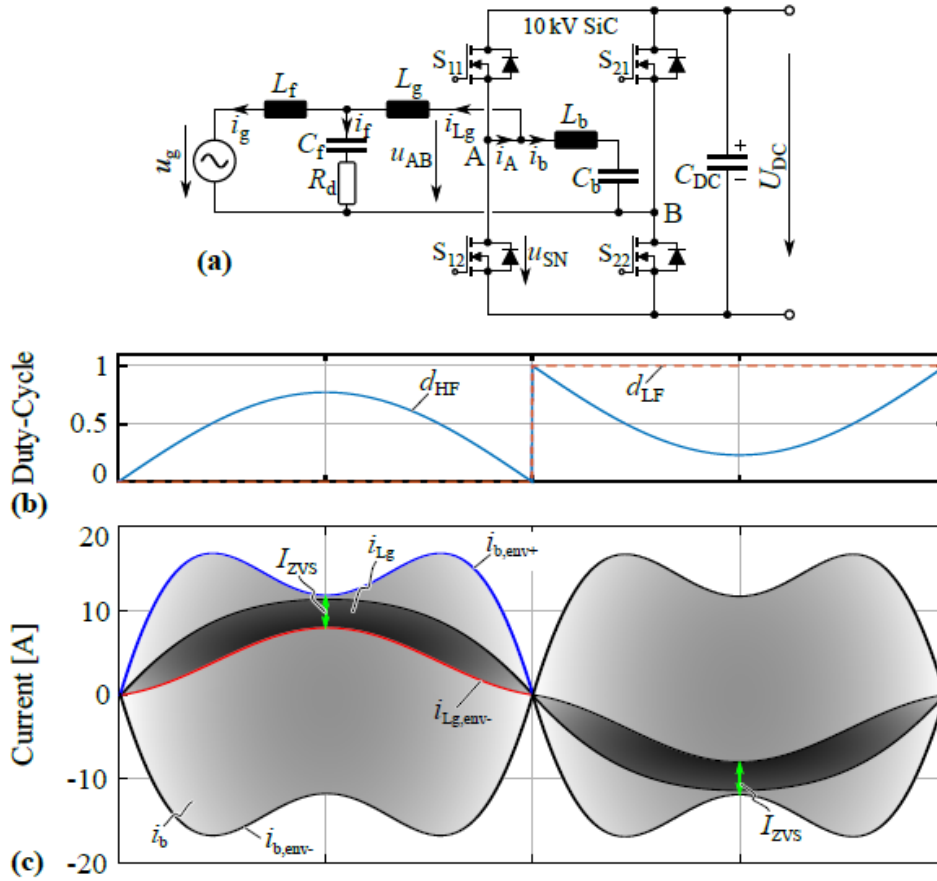 10 kV SiC
S11
S21
Lf
Lg
Lb
ig
if
iLg
A
iA
ib
ug
Cf
uAB
Cb
CDC
+
−
UDC
Rd
B
(a)
S12
uSN
S22
Duty-Cycle
1
0.5
0
dHF
dLF
(b)
Current [A]
20
10
0
-10
-20
IZVS
iLg
ib,env+
iLg,env-
ib
ib,env-
IZVS
(c)